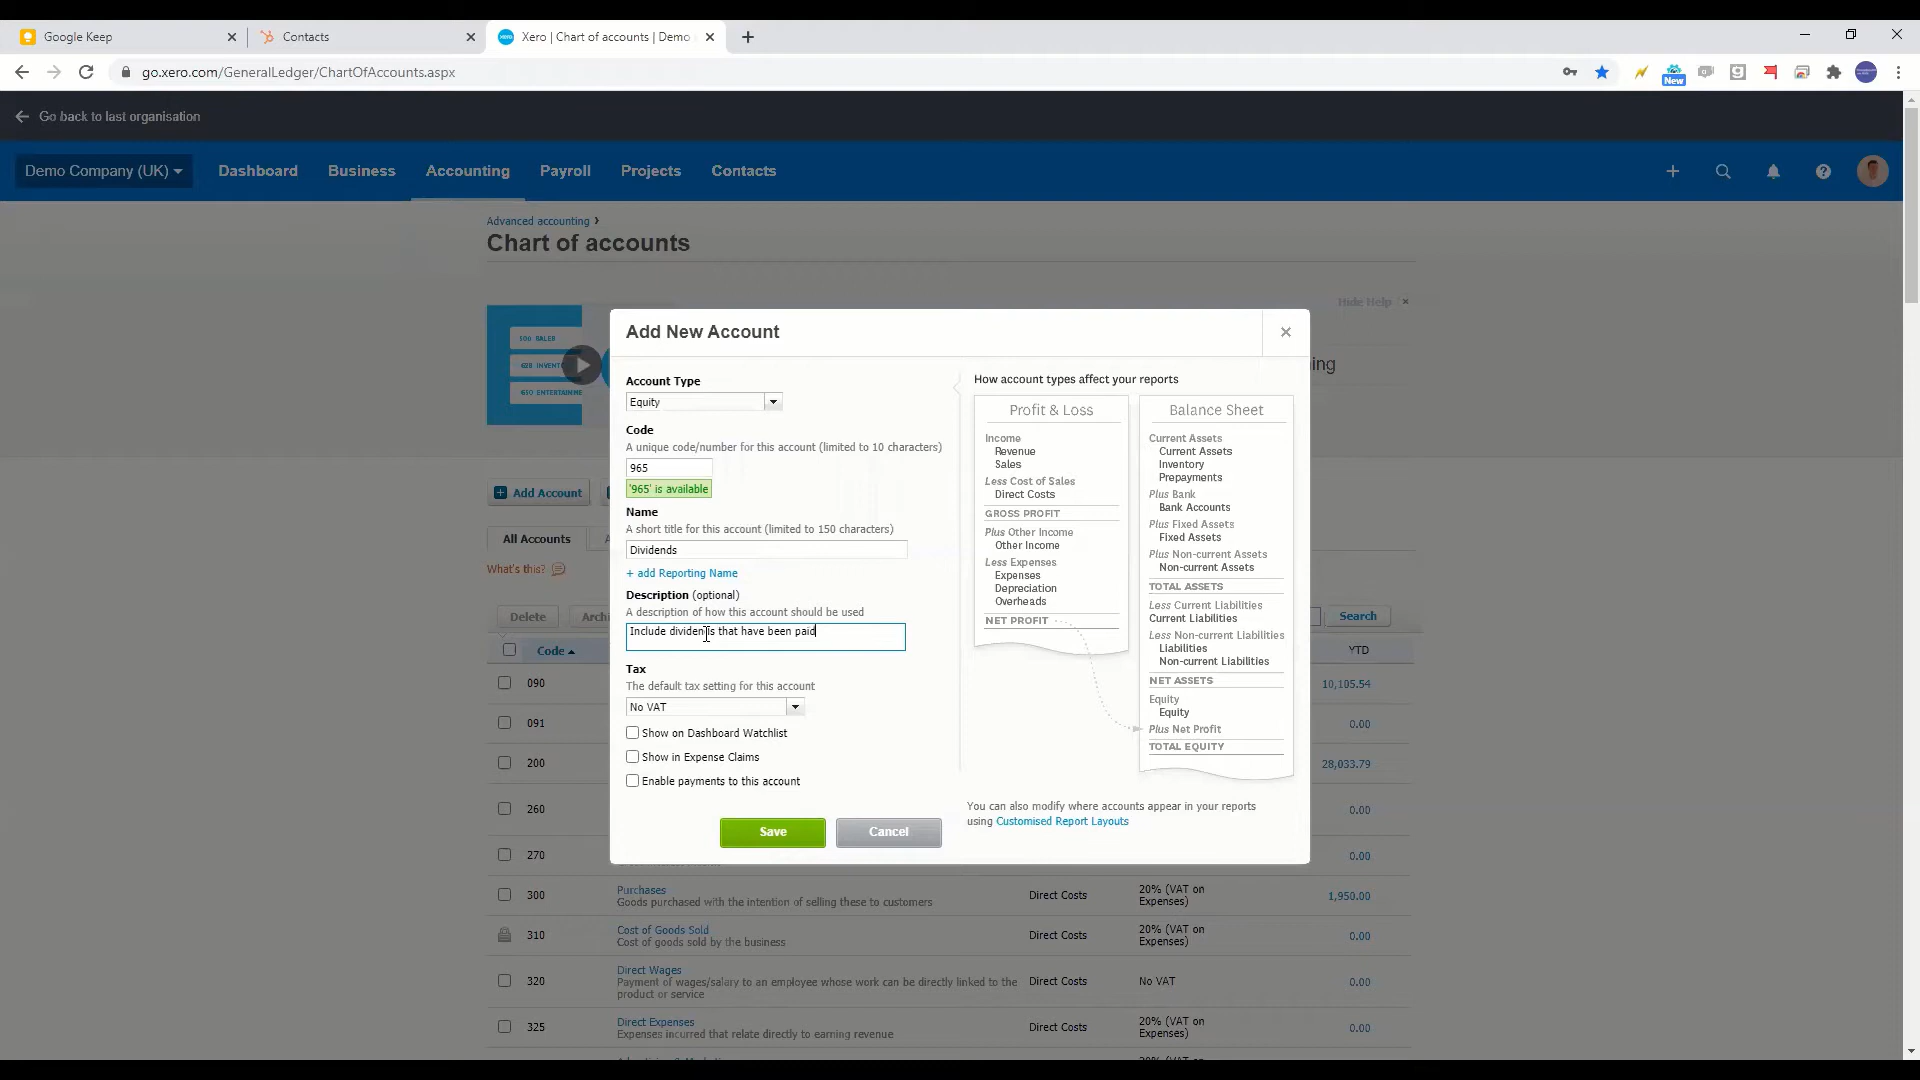 Google Keep
Contacts
Xero | Chart of accounts | Demo
go.xero.com/GeneralLedger/ChartOfAccounts.aspx
New
Go back to last organisation
Demo Company (UK)
Dashboard
Business
Accounting
Payroll
Projects
Contacts
Advanced accounting
Chart of accounts
Hide Help
ing
Add New Account
Account Type
Equity
Code
A unique code/number for this account (limited to 10 characters)
965
'965' is available
Name
A short title for this account (limited to 150 characters)
Dividends
+ add Reporting Name
Description (optional)
A description of how this account should be used
Include dividends that have been paid
Tax
The default tax setting for this account
No VAT
Show on Dashboard Watchlist
Show in Expense Claims
Enable payments to this account
Save
Cancel
How account types affect your reports
Profit & Loss
Income
Revenue
Sales
Less Cost of Sales
Direct Costs
GROSS PROFIT
Plus Other Income
Other Income
Less Expenses
Expenses
Depreciation
Overheads
NET PROFIT
Balance Sheet
Current Assets
Current Assets
Inventory
Prepayments
Plus Bank
Bank Accounts
Plus Fixed Assets
Fixed Assets
Plus Non-current Assets
Non-current Assets
TOTAL ASSETS
Less Current Liabilities
Current Liabilities
Less Non-current Liabilities
Liabilities
Non-current Liabilities
NET ASSETS
Equity
Equity
Plus Net Profit
TOTAL EQUITY
You can also modify where accounts appear in your reports
using Customised Report Layouts
Add Account
All Accounts
What's this?
Delete
Search
Code
YTD
090
10,105.54
091
0.00
200
28,033.79
260
0.00
270
0.00
300
Purchases
Goods purchased with the intention of selling these to customers
Direct Costs
20% (VAT on
Expenses)
1,950.00
310
Cost of Goods Sold
Cost of goods sold by the business
Direct Costs
20% (VAT on
Expenses)
0.00
320
Direct Wages
Payment of wages/salary to an employee whose work can be directly linked to the
product or service
Direct Costs
No VAT
0.00
325
Direct Expenses
Expenses incurred that relate directly to earning revenue
Direct Costs
20% (VAT on
Expenses)
0.00